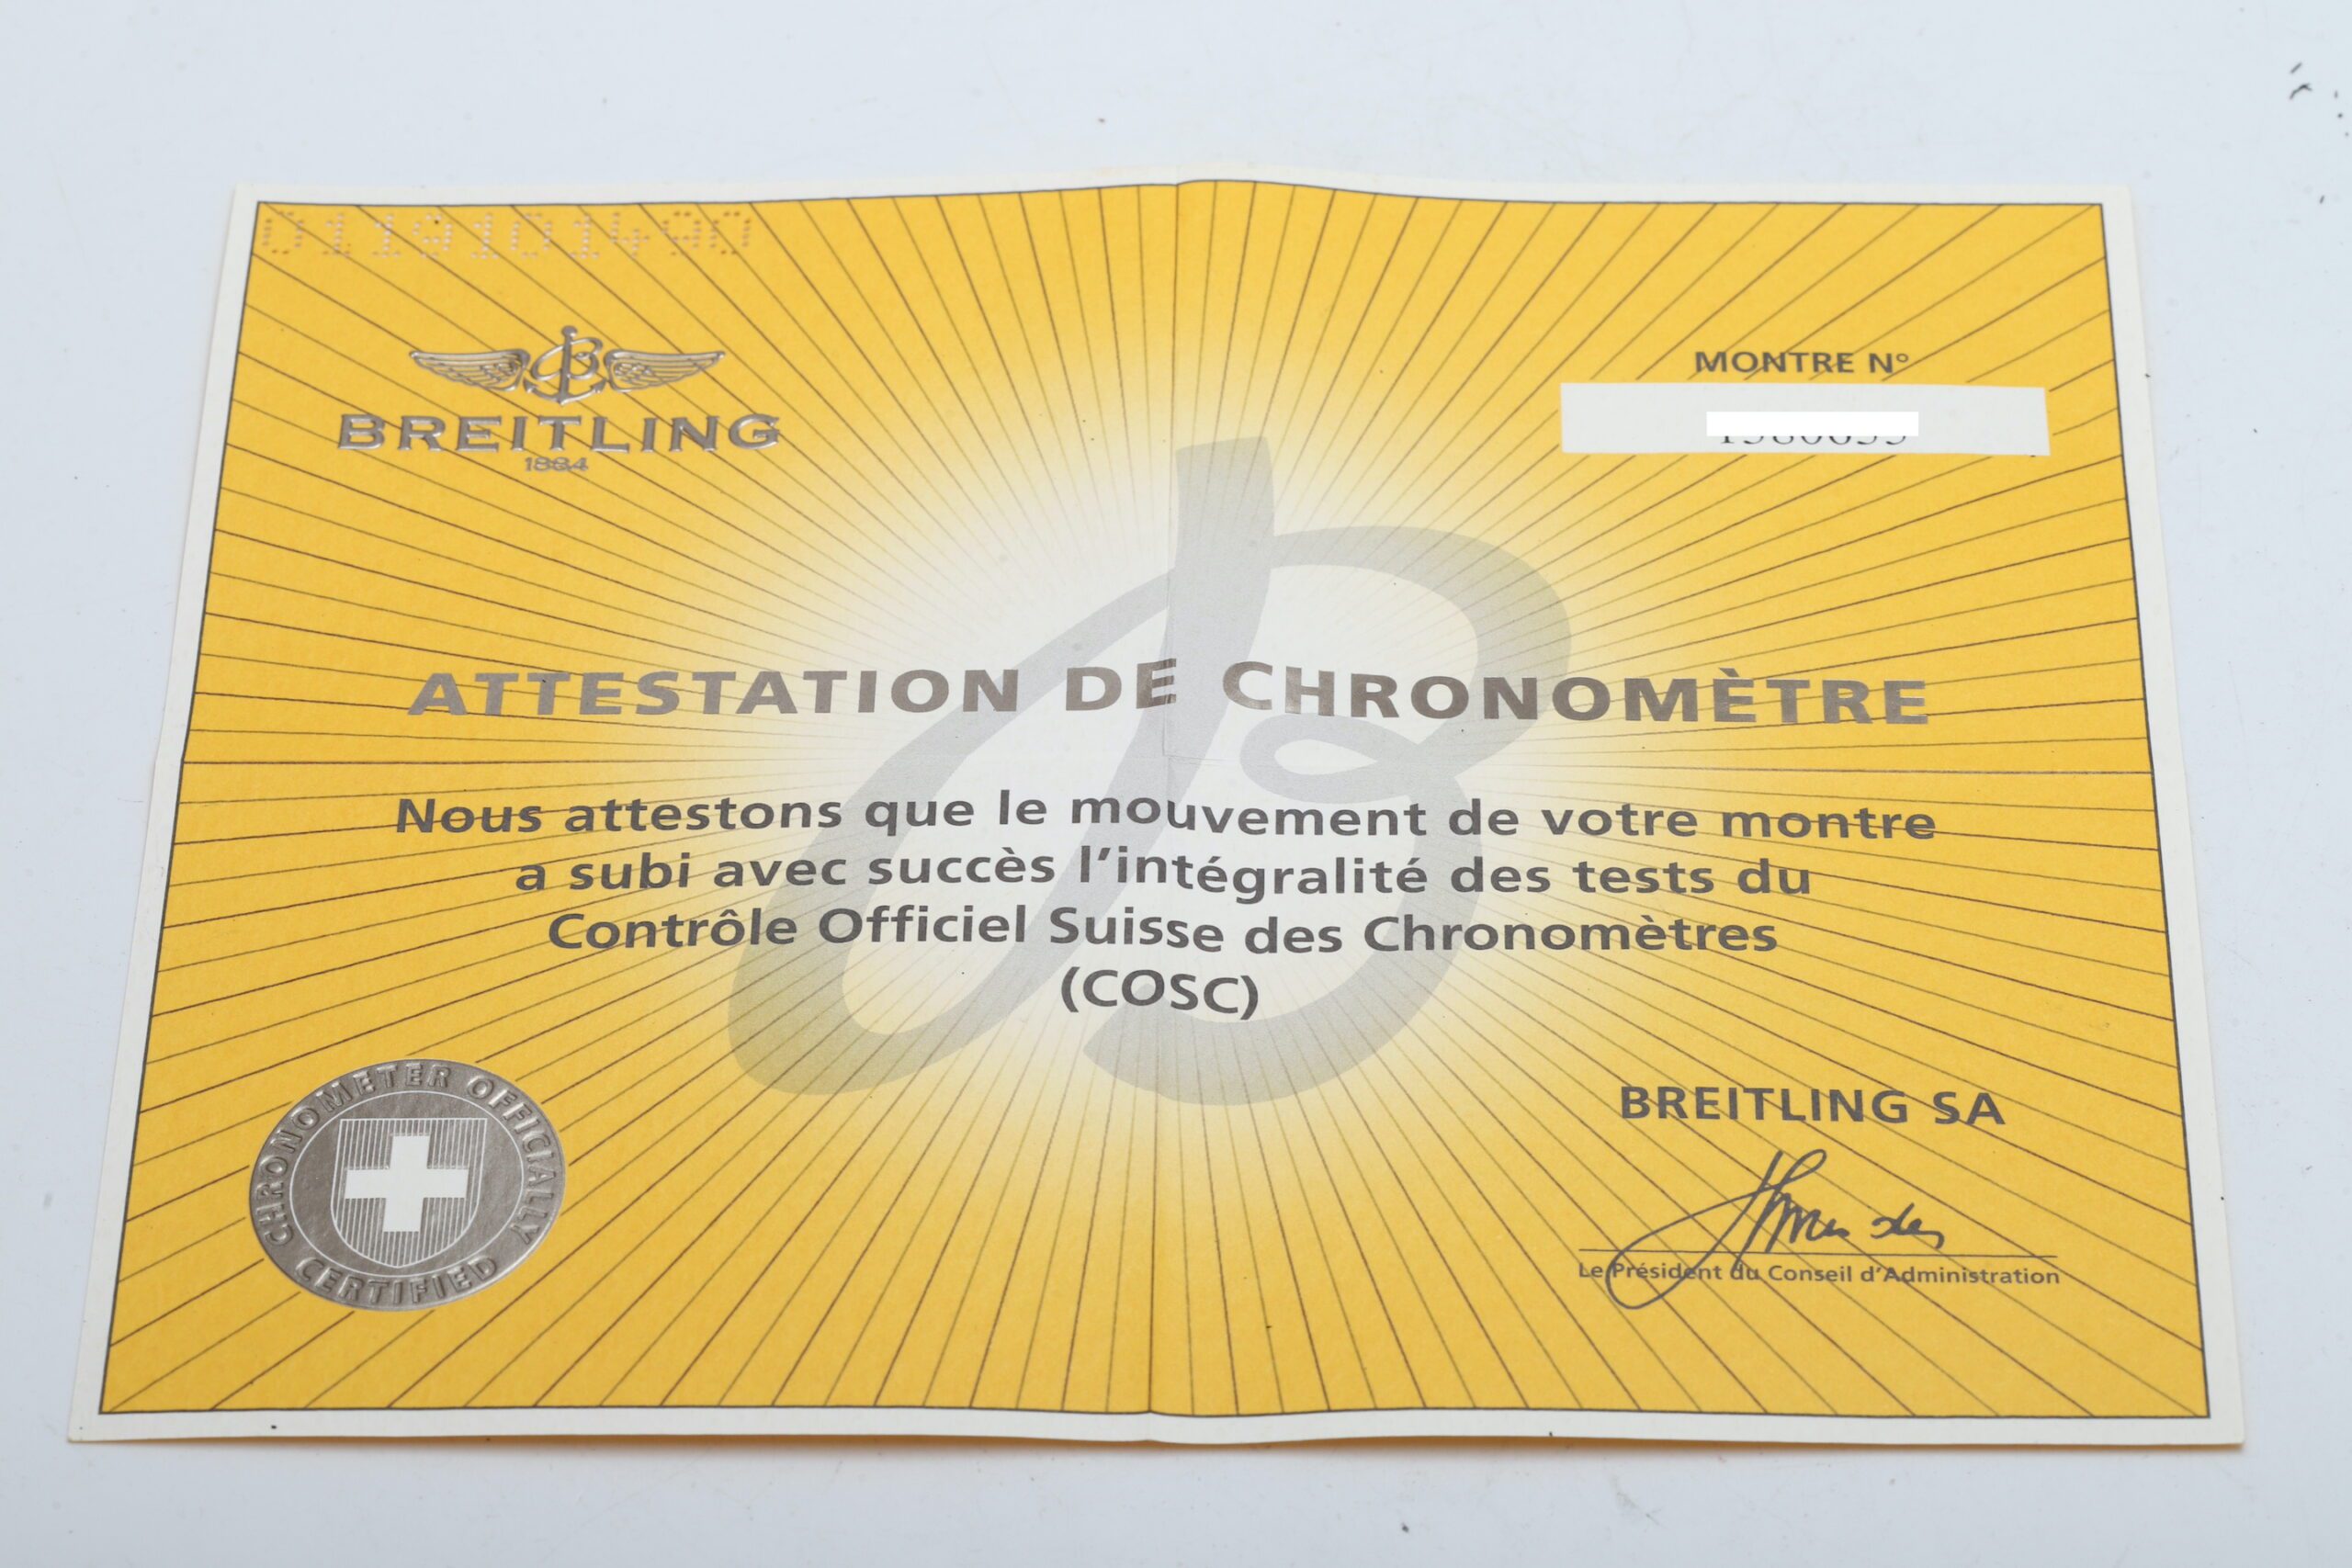 BREITLING
1884
MONTRE N°
ATTESTATION DE CHRONOMÈTRE
Nous attestons que le mouvement de votre montre
a subi avec succès l'intégralité des tests du
Contrôle Officiel Suisse des Chronomètres
(COSC)
CHRONOMETER OFFICIALLY
CERTIFIED
BREITLING SA
Le Président du Conseil d'Administration